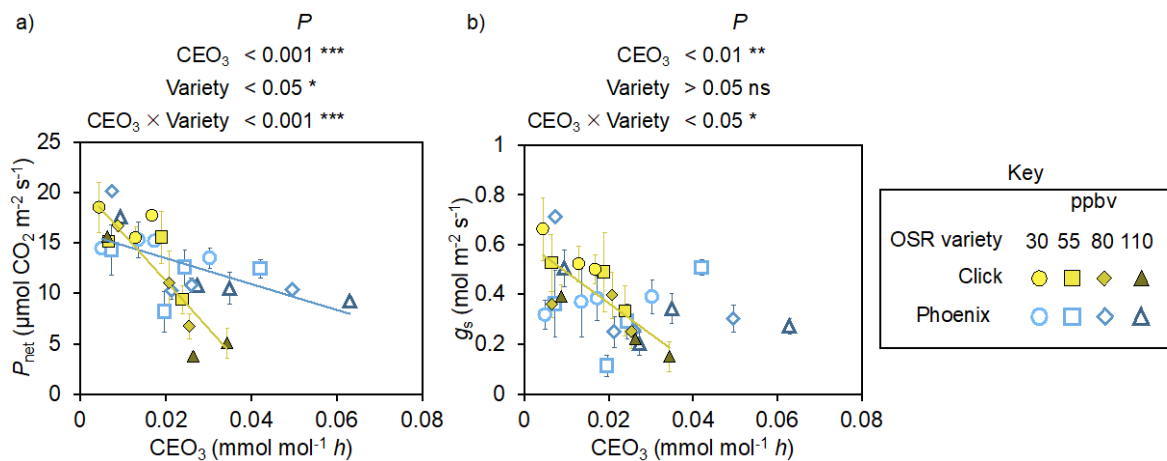 a)
P
CEO₃ < 0.001 ***
Variety < 0.05 *
CEO₃ × Variety < 0.001 ***
25
20
15
10
5
0
Pnet (μmol CO₂ m⁻² s⁻¹)
0 0.02 0.04 0.06 0.08
CEO₃ (mmol mol⁻¹ h)
b)
P
CEO₃ < 0.01 **
Variety > 0.05 ns
CEO₃ × Variety < 0.05 *
1
0.8
0.6
0.4
0.2
0
gs (mol m⁻² s⁻¹)
0 0.02 0.04 0.06 0.08
CEO₃ (mmol mol⁻¹ h)
Key
ppbv
OSR variety 30 55 80 110
Click
Phoenix